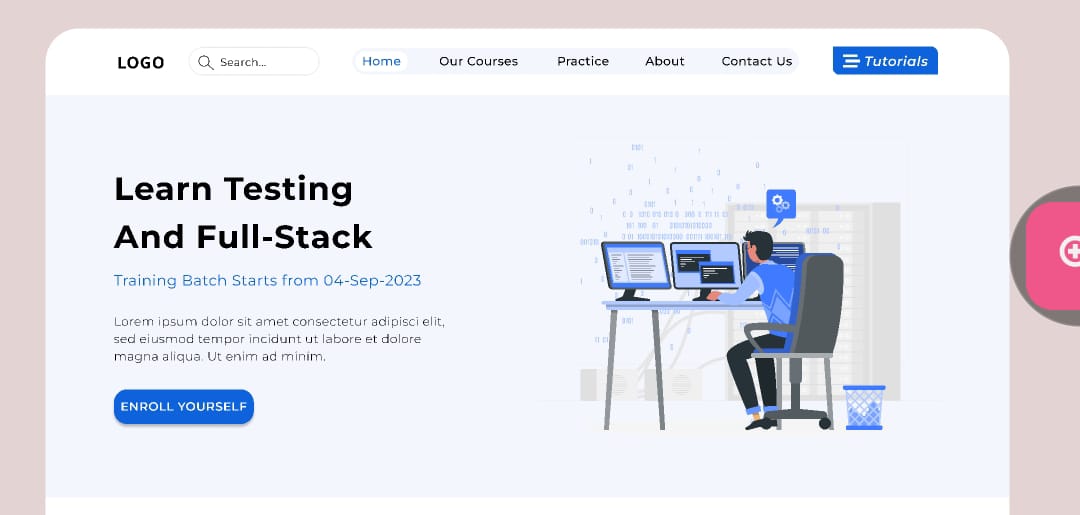 LOGO
Search...
Home
Our Courses
Practice
About
Contact Us
Tutorials
Learn Testing
And Full-Stack
Training Batch Starts from 04-Sep-2023
Lorem ipsum dolor sit amet consectetur adipisci elit,
sed eiusmod tempor incidunt ut labore et dolore
magna aliqua. Ut enim ad minim.
ENROLL YOURSELF